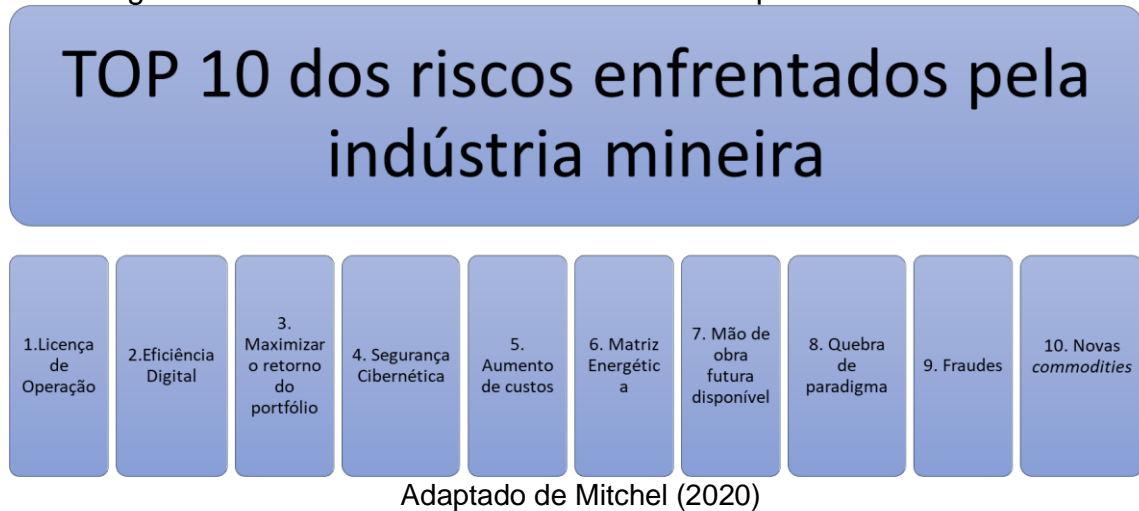 TOP 10 dos riscos enfrentados pela
indústria mineira
1.Licença
de
Operação
2.Eficiência
Digital
3.
Maximizar
o retorno
do
portfólio
4. Segurança
Cibernética
5.
Aumento
de custos
6. Matriz
Energétic
a
7. Mão de
obra
futura
disponível
8. Quebra
de
paradigma
9. Fraudes
10. Novas
commodities
Adaptado de Mitchel (2020)